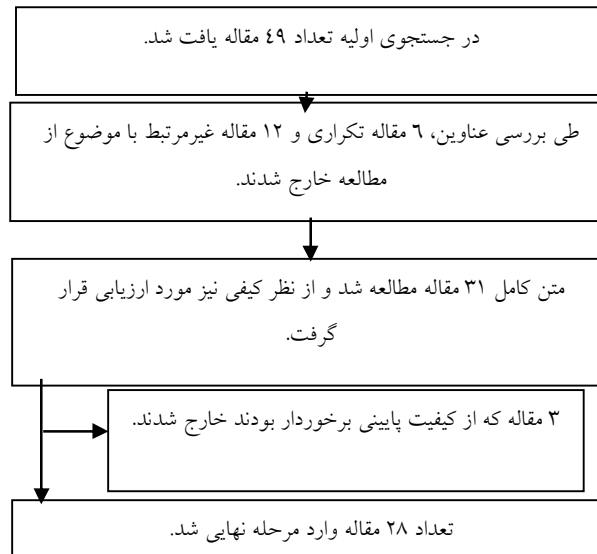 در جستجوی اولیه تعداد ٤٩ مقاله یافت شد.
طی بررسی عناوین، ٦ مقاله تکراری و ١٢ مقاله غیرمرتبط با موضوع از
مطالعه خارج شدند.
متن کامل ٣١ مقاله مطالعه شد و از نظر کیفی نیز مورد ارزیابی قرار
گرفت.
٣ مقاله که از کیفیت پایینی برخوردار بودند خارج شدند.
تعداد ٢٨ مقاله وارد مرحله نهایی شد.